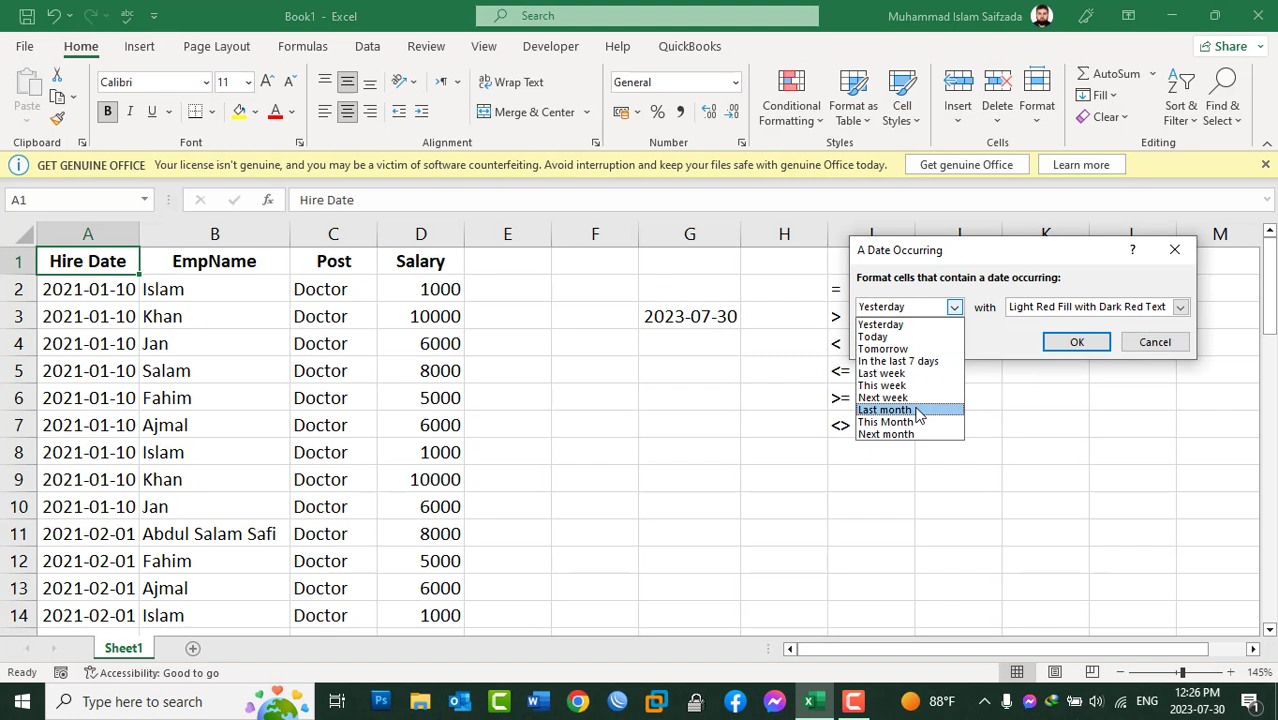 Book1 - Excel
Search
Muhammad Islam Saifzada
File Home Insert Page Layout Formulas Data Review View Developer Help QuickBooks Share
Paste
Calibri 11
B I U
Wrap Text
Merge & Center
General
Conditional Formatting
Format as Table
Cell Styles
Insert Delete Format
AutoSum
Fill
Clear
Sort & Filter
Find & Select
Clipboard Font Alignment Number Styles Cells Editing
GET GENUINE OFFICE Your license isn't genuine, and you may be a victim of software counterfeiting. Avoid interruption and keep your files safe with genuine Office today. Get genuine Office Learn more
A1 fx Hire Date
A B C D E F G H I J K L M
1 Hire Date EmpName Post Salary
2 2021-01-10 Islam Doctor 1000 =
3 2021-01-10 Khan Doctor 10000 2023-07-30 >
4 2021-01-10 Jan Doctor 6000 <
5 2021-01-10 Salam Doctor 8000 <=
6 2021-01-10 Fahim Doctor 5000 >=
7 2021-01-10 Ajmal Doctor 6000 <>
8 2021-01-10 Islam Doctor 1000
9 2021-01-10 Khan Doctor 10000
10 2021-01-10 Jan Doctor 6000
11 2021-02-01 Abdul Salam Safi Doctor 8000
12 2021-02-01 Fahim Doctor 5000
13 2021-02-01 Ajmal Doctor 6000
14 2021-02-01 Islam Doctor 1000
A Date Occurring ?
Format cells that contain a date occurring:
Yesterday with Light Red Fill with Dark Red Text
Yesterday
Today
Tomorrow
In the last 7 days
Last week
This week
Next week
Last month
This Month
Next month
OK Cancel
Sheet1
Ready Accessibility: Good to go 145%
Type here to search
88°F
ENG
12:26 PM
2023-07-30